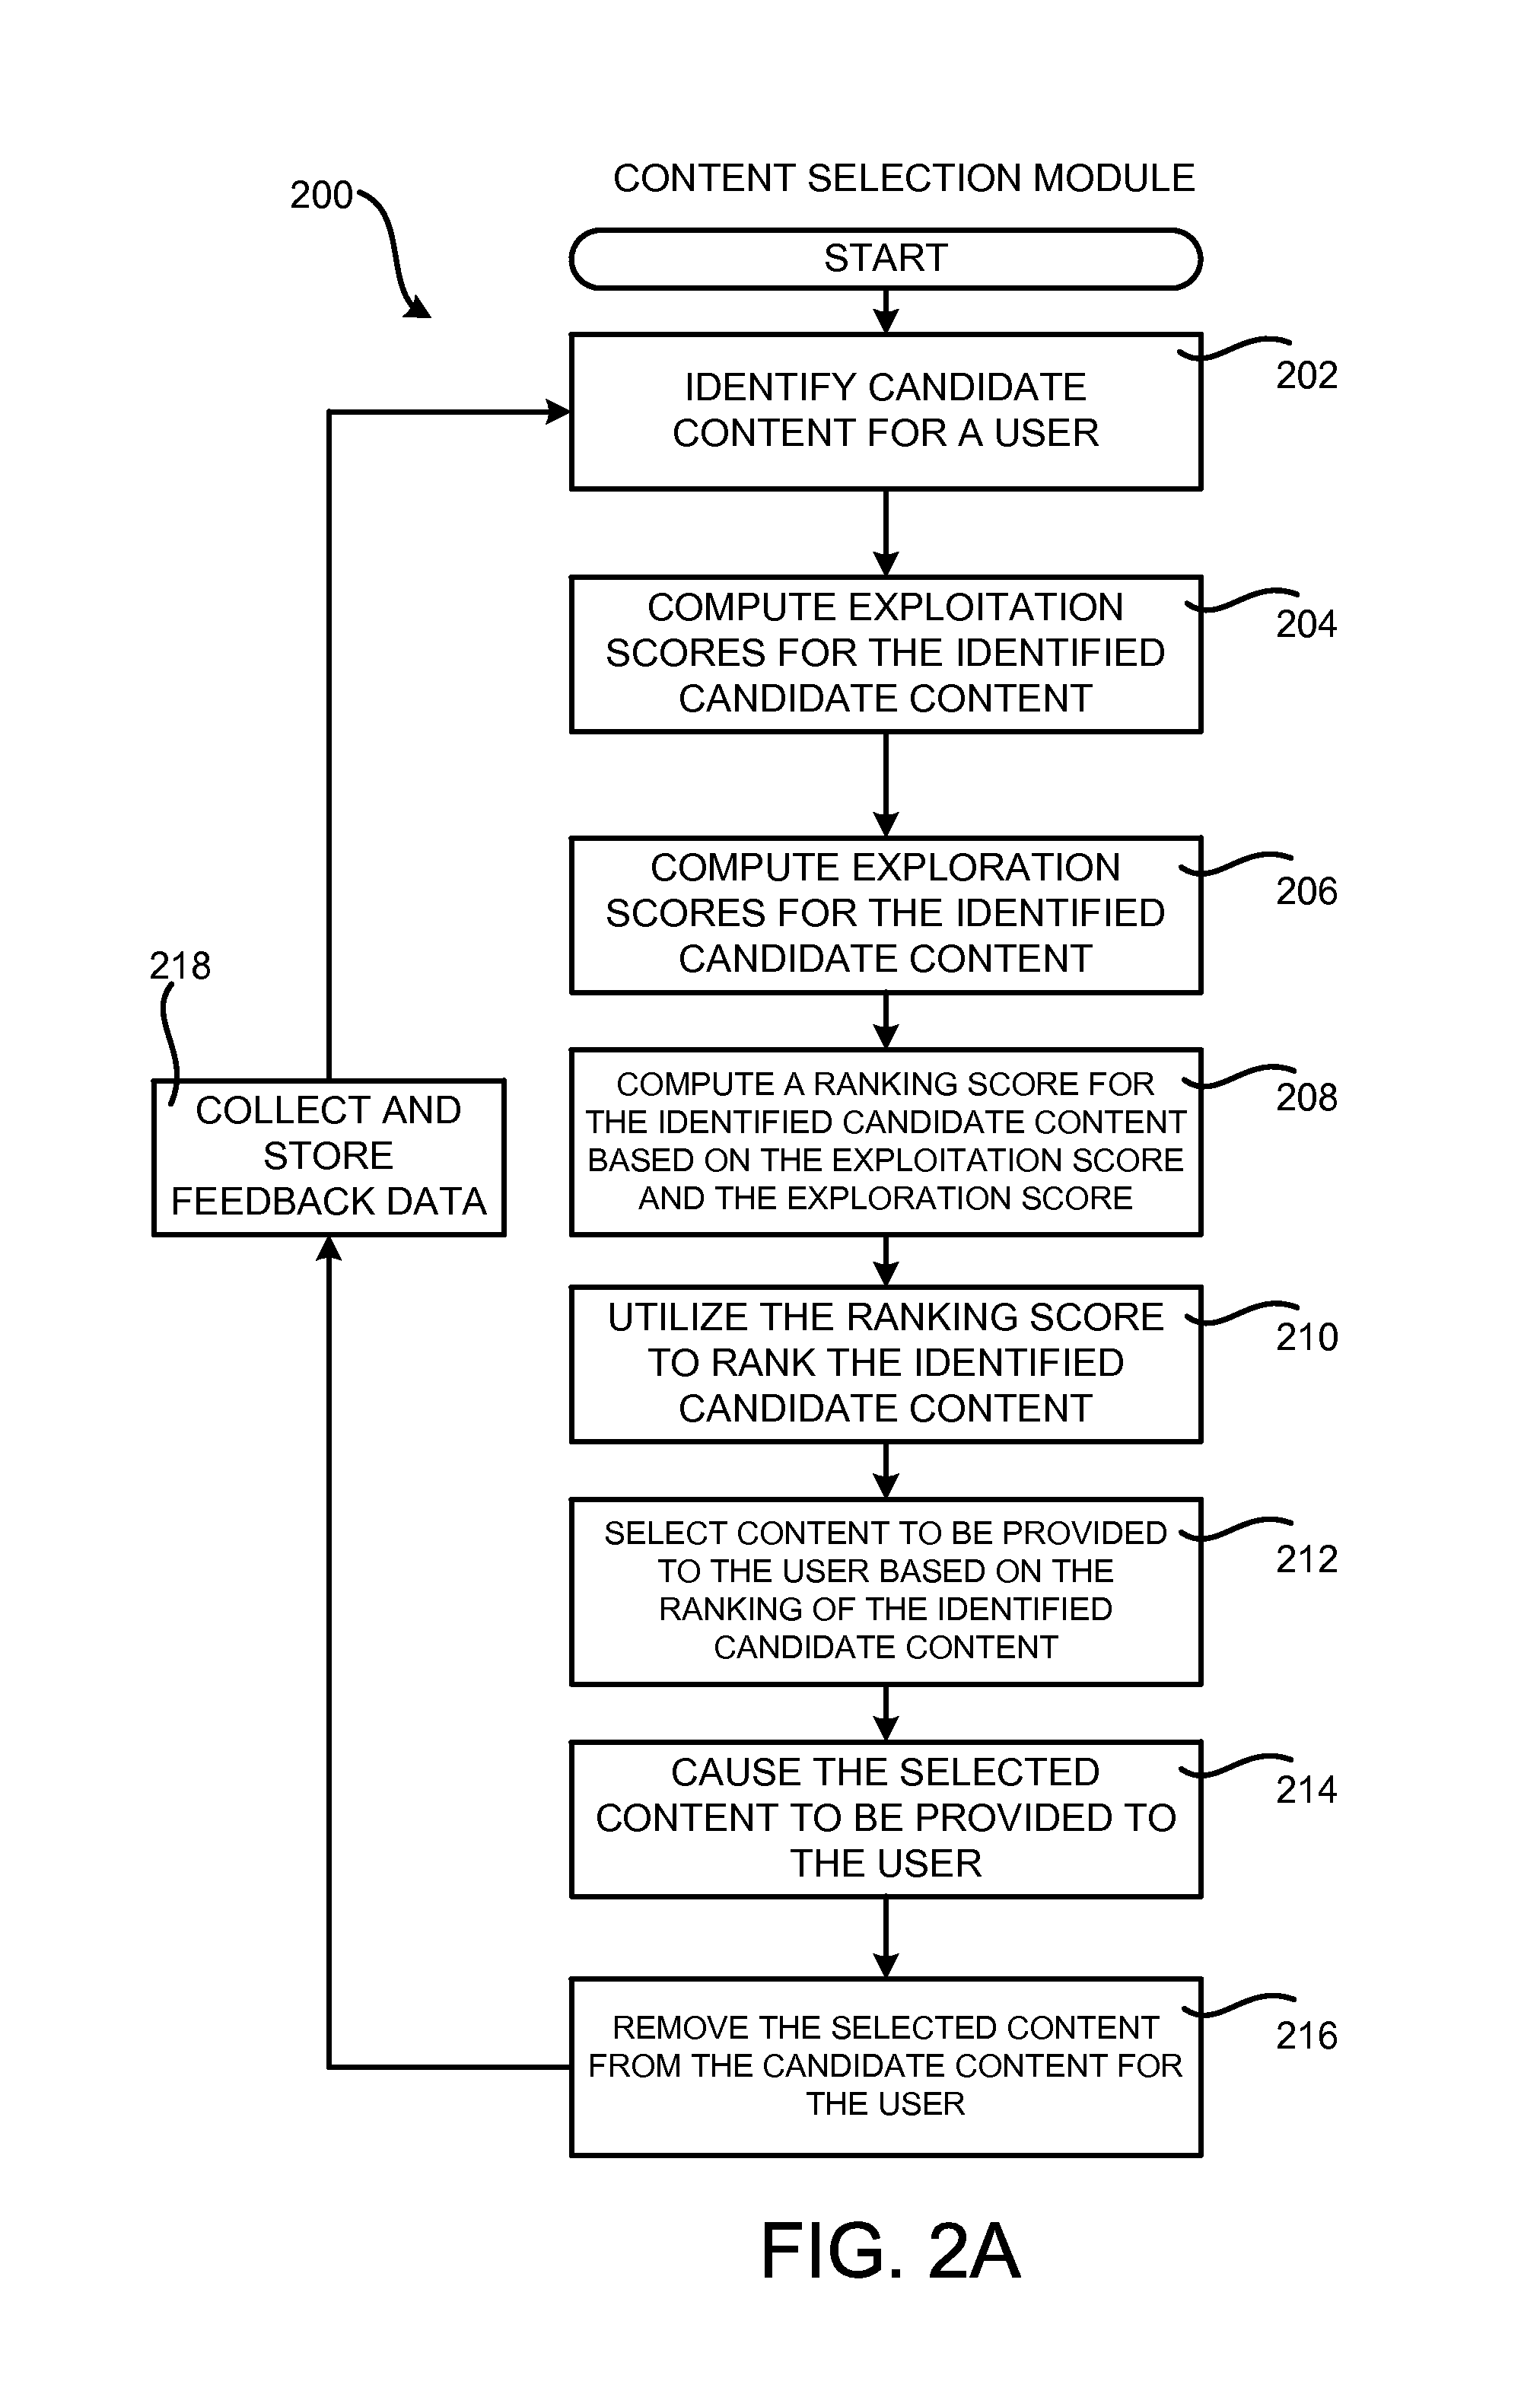 CONTENT SELECTION MODULE
200
START
IDENTIFY CANDIDATE
CONTENT FOR A USER
202
COMPUTE EXPLOITATION
SCORES FOR THE IDENTIFIED
CANDIDATE CONTENT
204
COMPUTE EXPLORATION
SCORES FOR THE IDENTIFIED
CANDIDATE CONTENT
206
218
COLLECT AND
STORE
FEEDBACK DATA
COMPUTE A RANKING SCORE FOR
THE IDENTIFIED CANDIDATE CONTENT
BASED ON THE EXPLOITATION SCORE
AND THE EXPLORATION SCORE
208
UTILIZE THE RANKING SCORE
TO RANK THE IDENTIFIED
CANDIDATE CONTENT
210
SELECT CONTENT TO BE PROVIDED
TO THE USER BASED ON THE
RANKING OF THE IDENTIFIED
CANDIDATE CONTENT
212
CAUSE THE SELECTED
CONTENT TO BE PROVIDED TO
THE USER
214
REMOVE THE SELECTED CONTENT
FROM THE CANDIDATE CONTENT FOR
THE USER
216
FIG. 2A